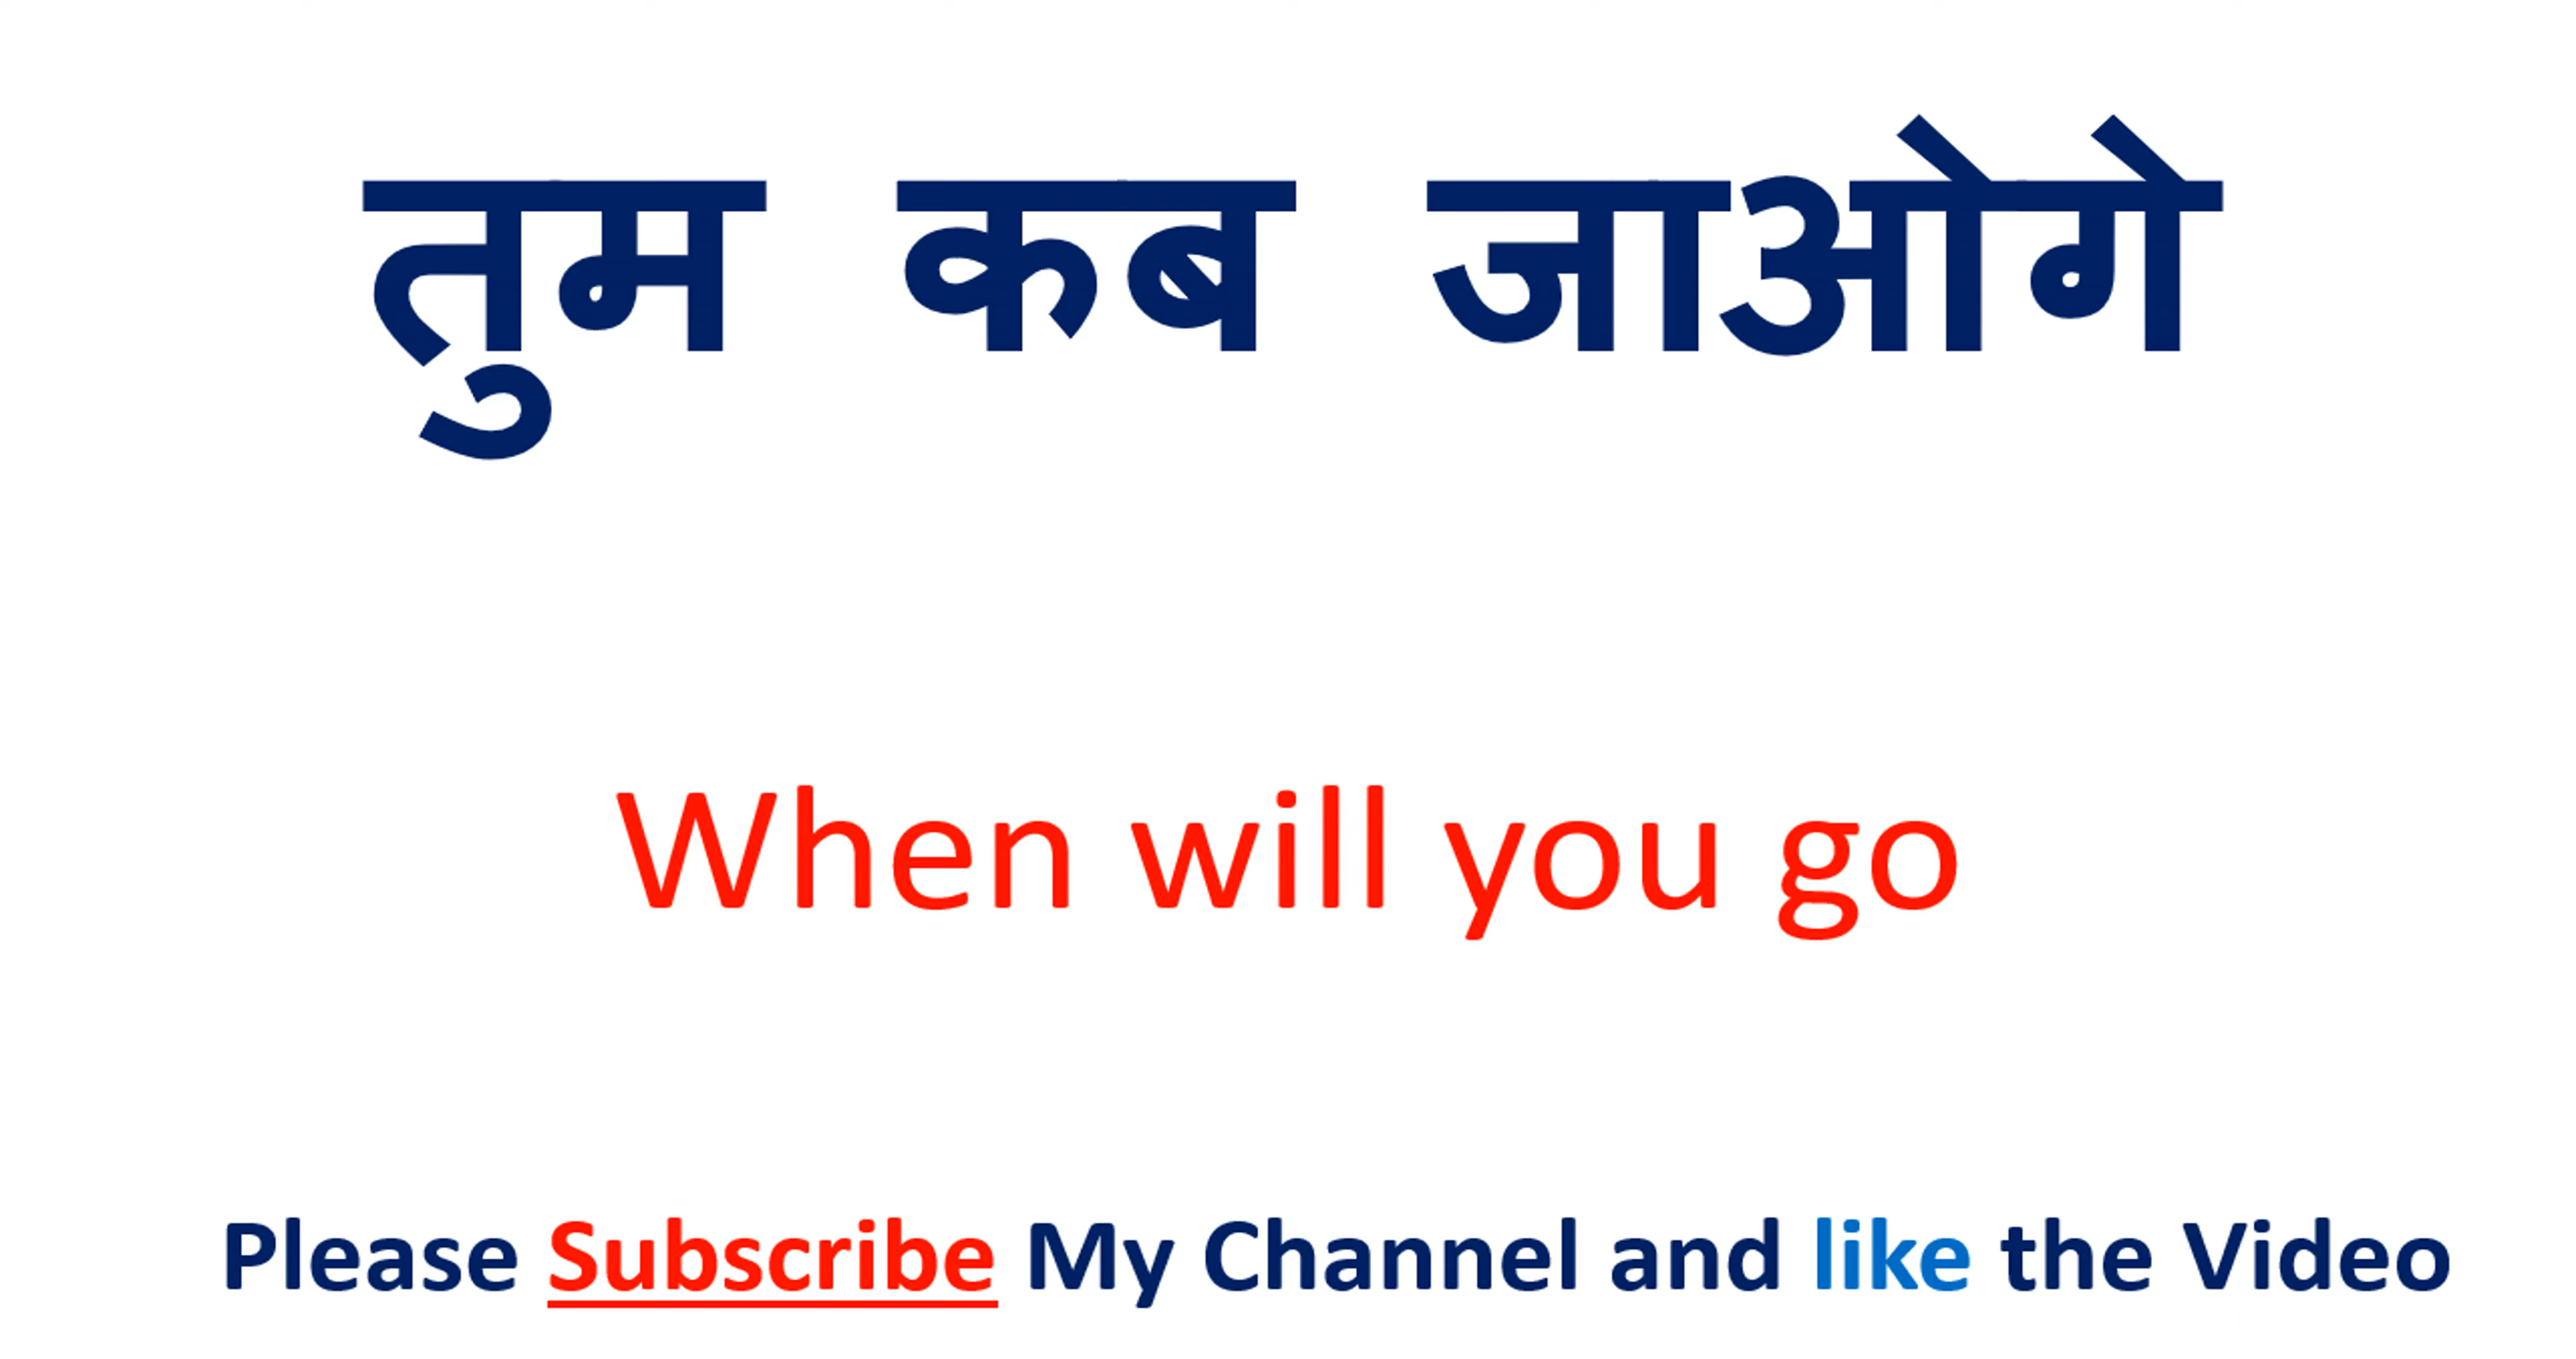 तुम कब जाओगे
When will you go
Please Subscribe My Channel and like the Video